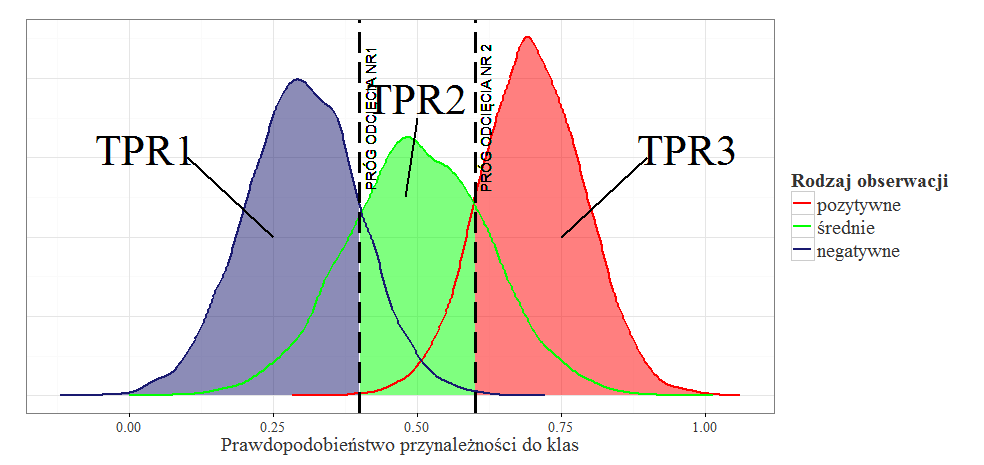 TPR1
PRÓG ODCIĘCIA NR1
TPR2
PRÓG ODCIĘCIA NR 2
TPR3
Rodzaj obserwacji
pozytywne
średnie
negatywne
0.00 0.25 0.50 0.75 1.00
Prawdopodobieństwo przynależności do klas